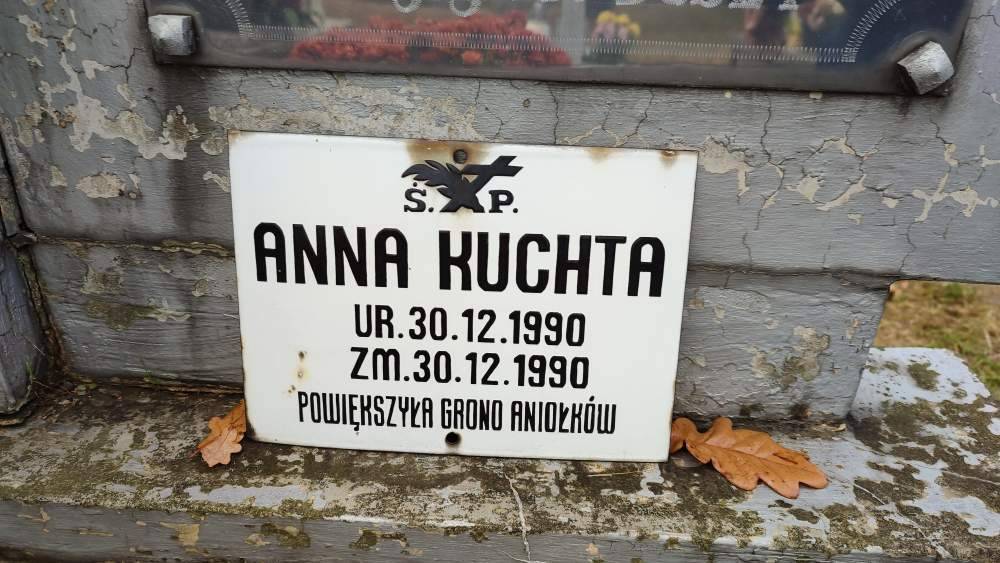 Ś. P.
ANNA KUCHTA
UR. 30.12.1990
ZM. 30.12.1990
POWIĘKSZYŁA GRONO ANIOŁKÓW